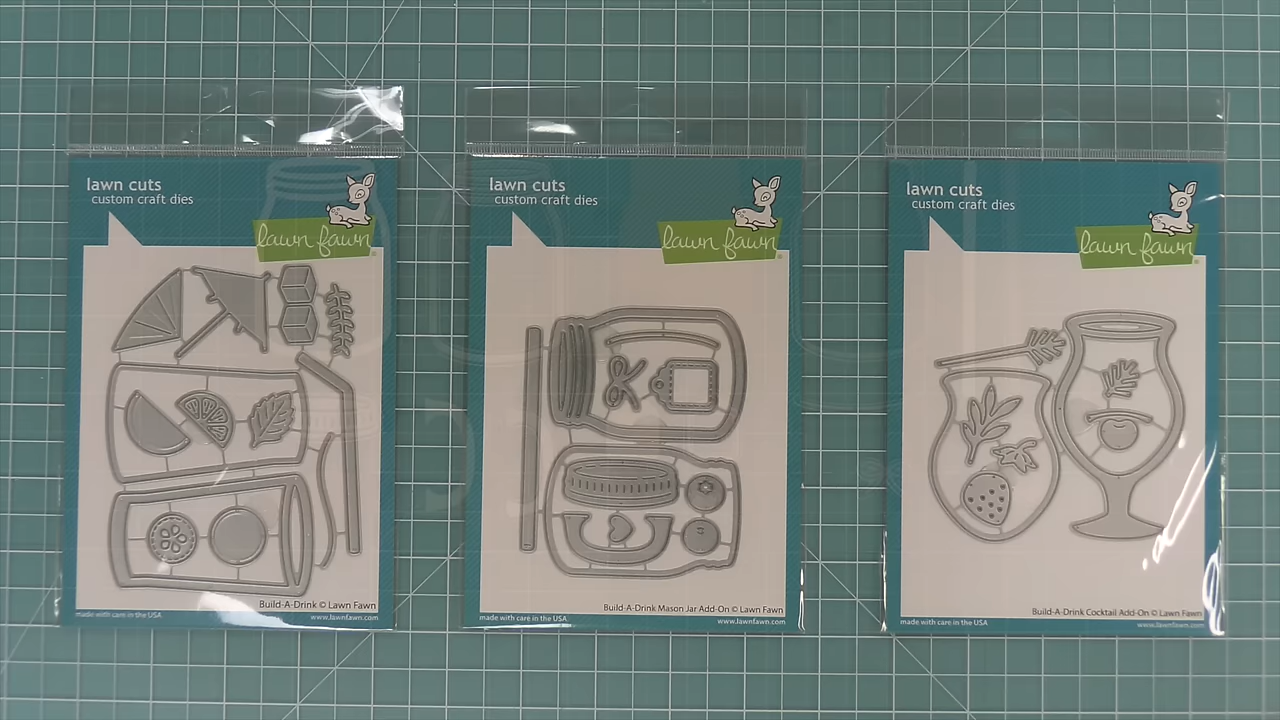 lawn cuts
custom craft dies
lawn fawn
Build-A-Drink © Lawn Fawn
made with care in the USA
www.lawnfawn.com
lawn cuts
custom craft dies
lawn fawn
Build-A-Drink Mason Jar Add-On © Lawn Fawn
made with care in the USA
www.lawnfawn.com
lawn cuts
custom craft dies
lawn fawn
Build-A-Drink Cocktail Add-On © Lawn Fawn
made with care in the USA
www.lawnfawn.com